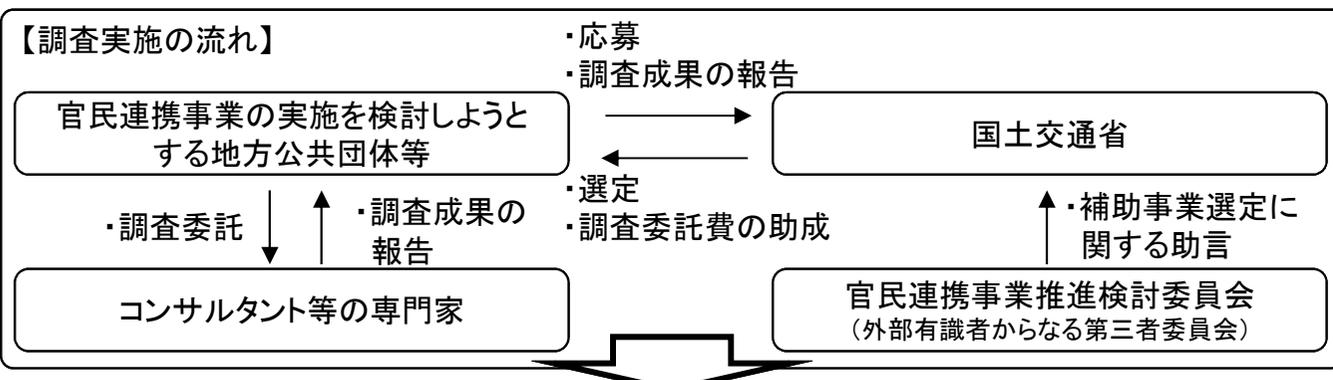 【調査実施の流れ】
・応募
・調査成果の報告
官民連携事業の実施を検討しようと
する地方公共団体等
国土交通省
・選定
・調査委託費の助成
・調査委託
・調査成果の
報告
・補助事業選定に
関する助言
コンサルタント等の専門家
官民連携事業推進検討委員会
（外部有識者からなる第三者委員会）